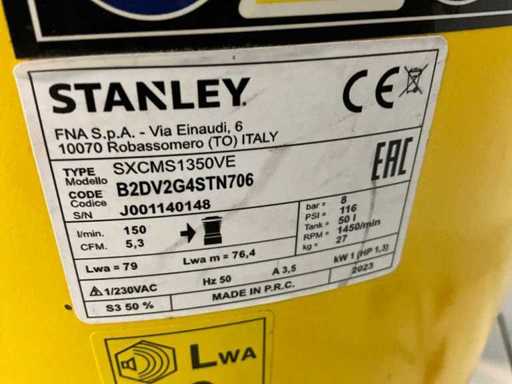 STANLEY.
CE
FNA S.p.A. - Via Einaudi, 6
10070 Robassomero (TO) ITALY
TYPE
Modello SXCMS1350VE
EAC
CODE
Codice B2DV2G4STN706
S/N J001140148
l/min. 150
CFM. 5,3
bar = 8
PSI = 116
Tank = 50 l
RPM = 1450/min
kg = 27
Lwa = 79
Lwa m = 76,4
1/230VAC Hz 50 A 3,5 kW 1 (HP 1,3)
S3 50 % MADE IN P.R.C. 2023
LWA